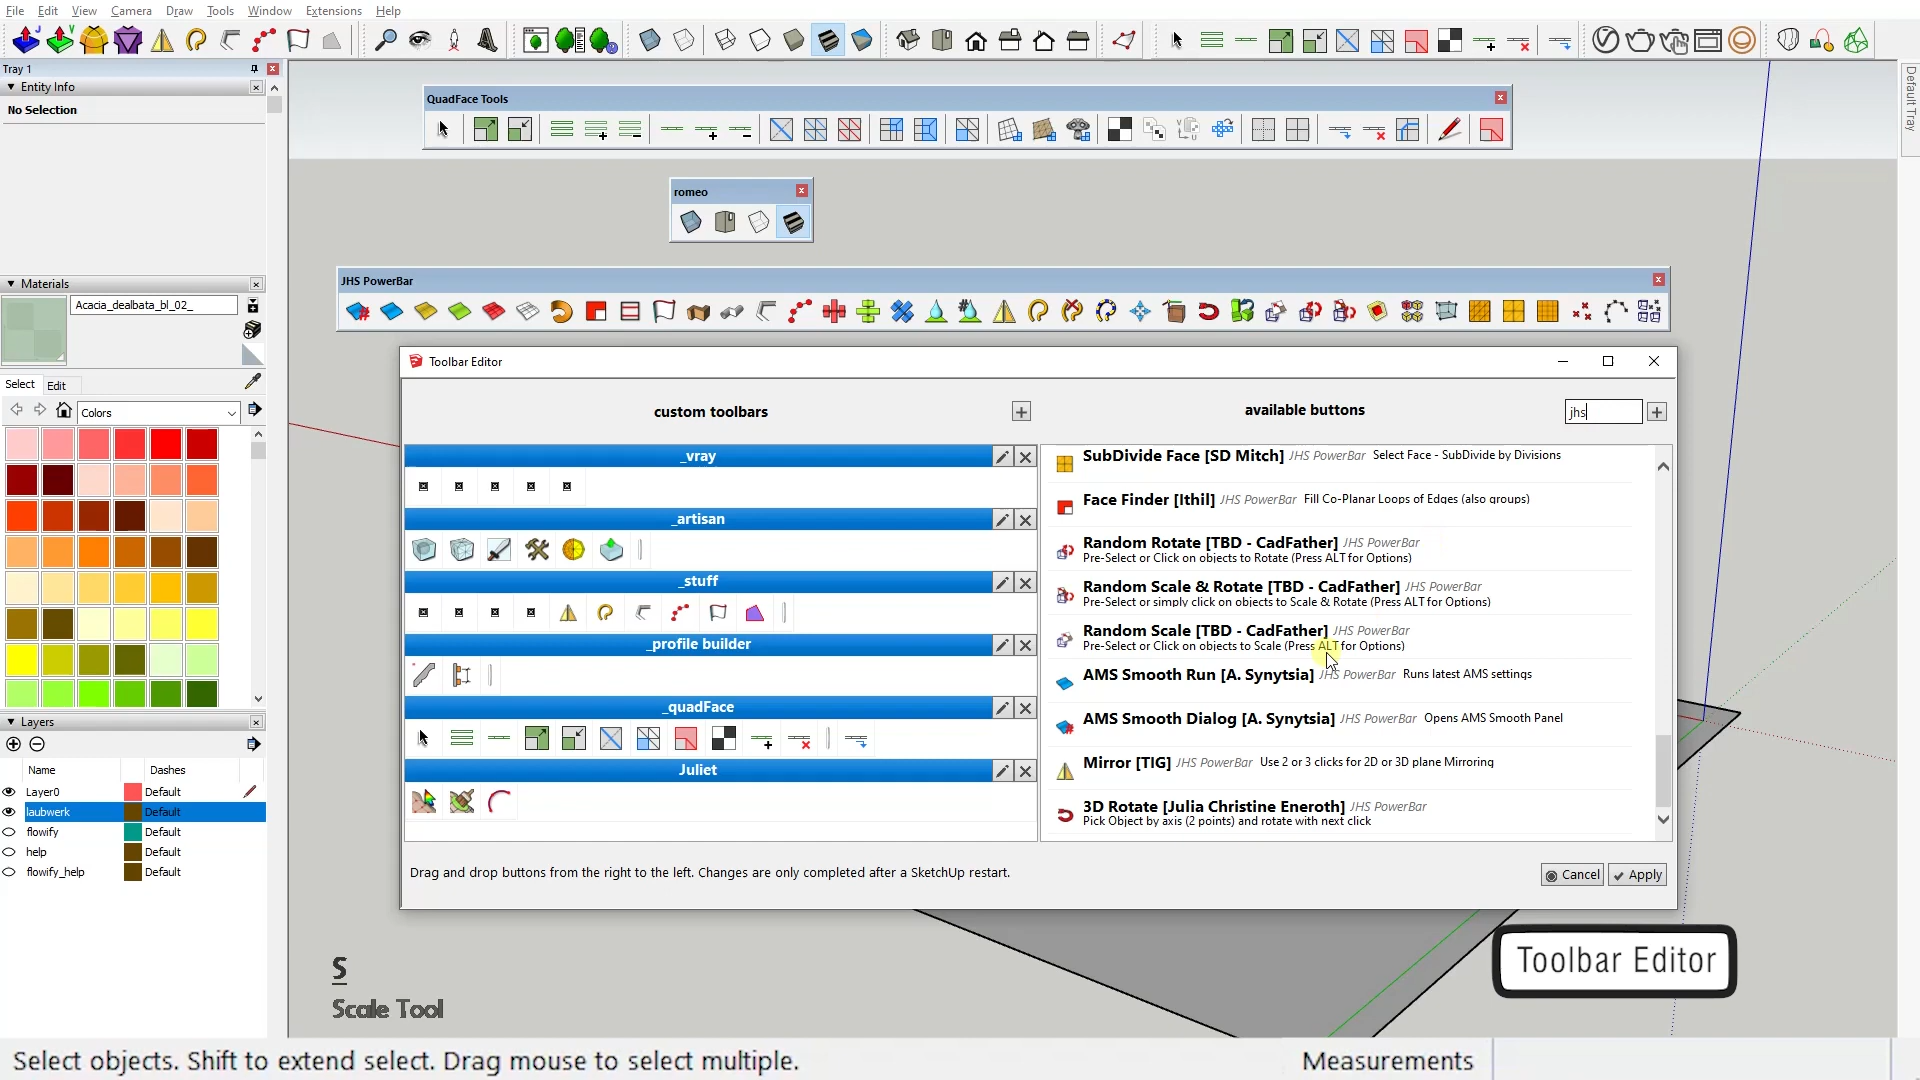 File Edit View Camera Draw Tools Window Extensions Help
Tray 1
Entity Info
No Selection
Default Tray
QuadFace Tools
romeo
Materials
Acacia_dealbata_bl_02_
JHS PowerBar
Select Edit
Colors
Toolbar Editor
custom toolbars
available buttons
jhs
_vray
_artisan
_stuff
_profile builder
_quadFace
Juliet
SubDivide Face [SD Mitch] JHS PowerBar Select Face - SubDivide by Divisions
Face Finder [Ithil] JHS PowerBar Fill Co-Planar Loops of Edges (also groups)
Random Rotate [TBD - CadFather] JHS PowerBar
Pre-Select or Click on objects to Rotate (Press ALT for Options)
Random Scale & Rotate [TBD - CadFather] JHS PowerBar
Pre-Select or simply click on objects to Scale & Rotate (Press ALT for Options)
Random Scale [TBD - CadFather] JHS PowerBar
Pre-Select or Click on objects to Scale (Press ALT for Options)
AMS Smooth Run [A. Synytsia] JHS PowerBar Runs latest AMS settings
AMS Smooth Dialog [A. Synytsia] JHS PowerBar Opens AMS Smooth Panel
Mirror [TIG] JHS PowerBar Use 2 or 3 clicks for 2D or 3D plane Mirroring
3D Rotate [Julia Christine Eneroth] JHS PowerBar
Pick Object by axis (2 points) and rotate with next click
Drag and drop buttons from the right to the left. Changes are only completed after a SketchUp restart.
Cancel Apply
Layers
Name Dashes
Layer0 Default
laubwerk Default
flowify Default
help Default
flowify_help Default
S
Scale Tool
Toolbar Editor
Select objects. Shift to extend select. Drag mouse to select multiple.
Measurements